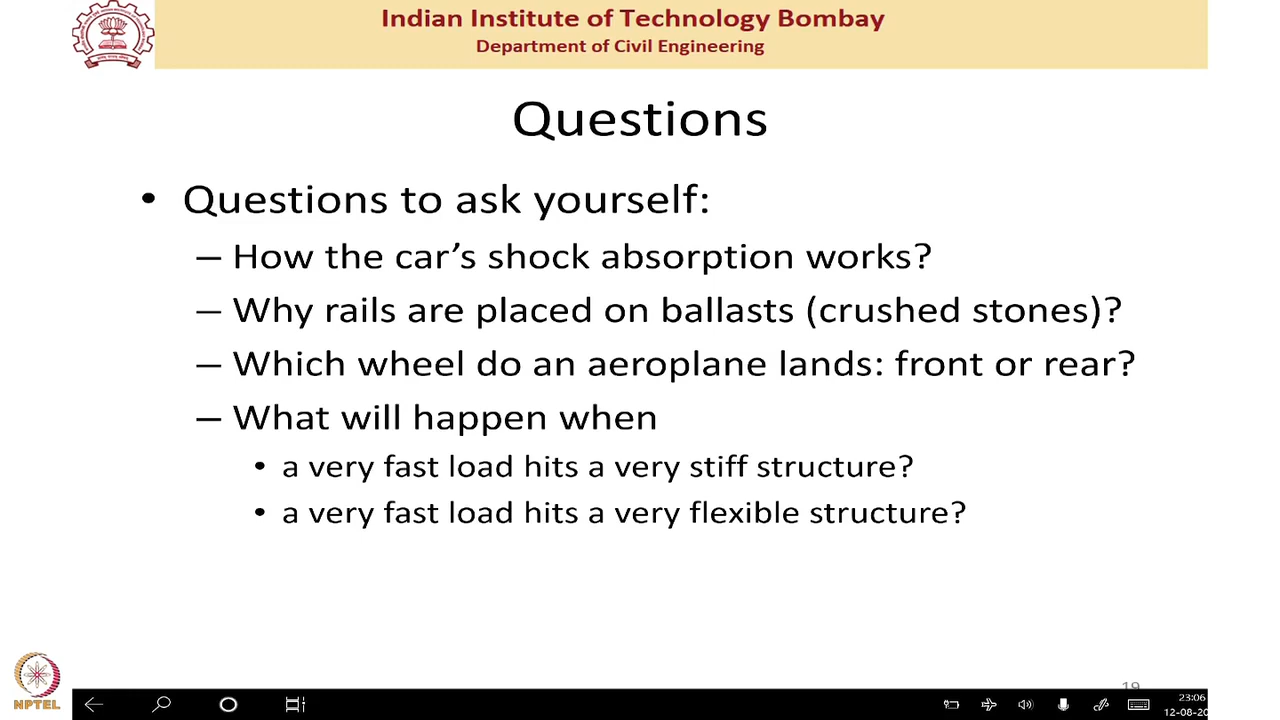 Indian Institute of Technology Bombay
Department of Civil Engineering
Questions
• Questions to ask yourself:
– How the car’s shock absorption works?
– Why rails are placed on ballasts (crushed stones)?
– Which wheel do an aeroplane lands: front or rear?
– What will happen when
• a very fast load hits a very stiff structure?
• a very fast load hits a very flexible structure?
19
NPTEL
23:06
12-08-20